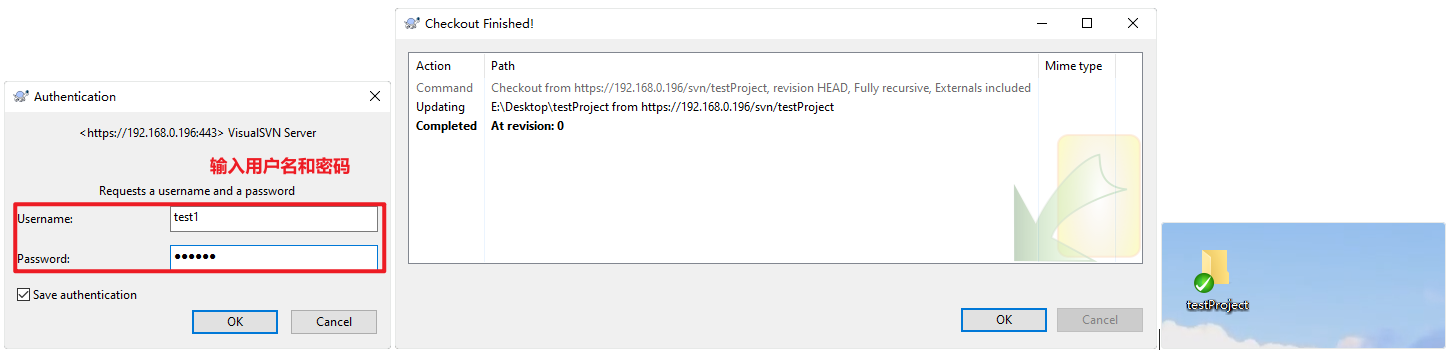 Authentication
<https://192.168.0.196:443> VisualSVN Server
输入用户名和密码
Requests a username and a password
Username:
test1
Password:
••••••
Save authentication
OK
Cancel
Checkout Finished!
Action Path Mime type
Command Checkout from https://192.168.0.196/svn/testProject, revision HEAD, Fully recursive, Externals included
Updating E:\Desktop\testProject from https://192.168.0.196/svn/testProject
Completed At revision: 0
OK
Cancel
testProject